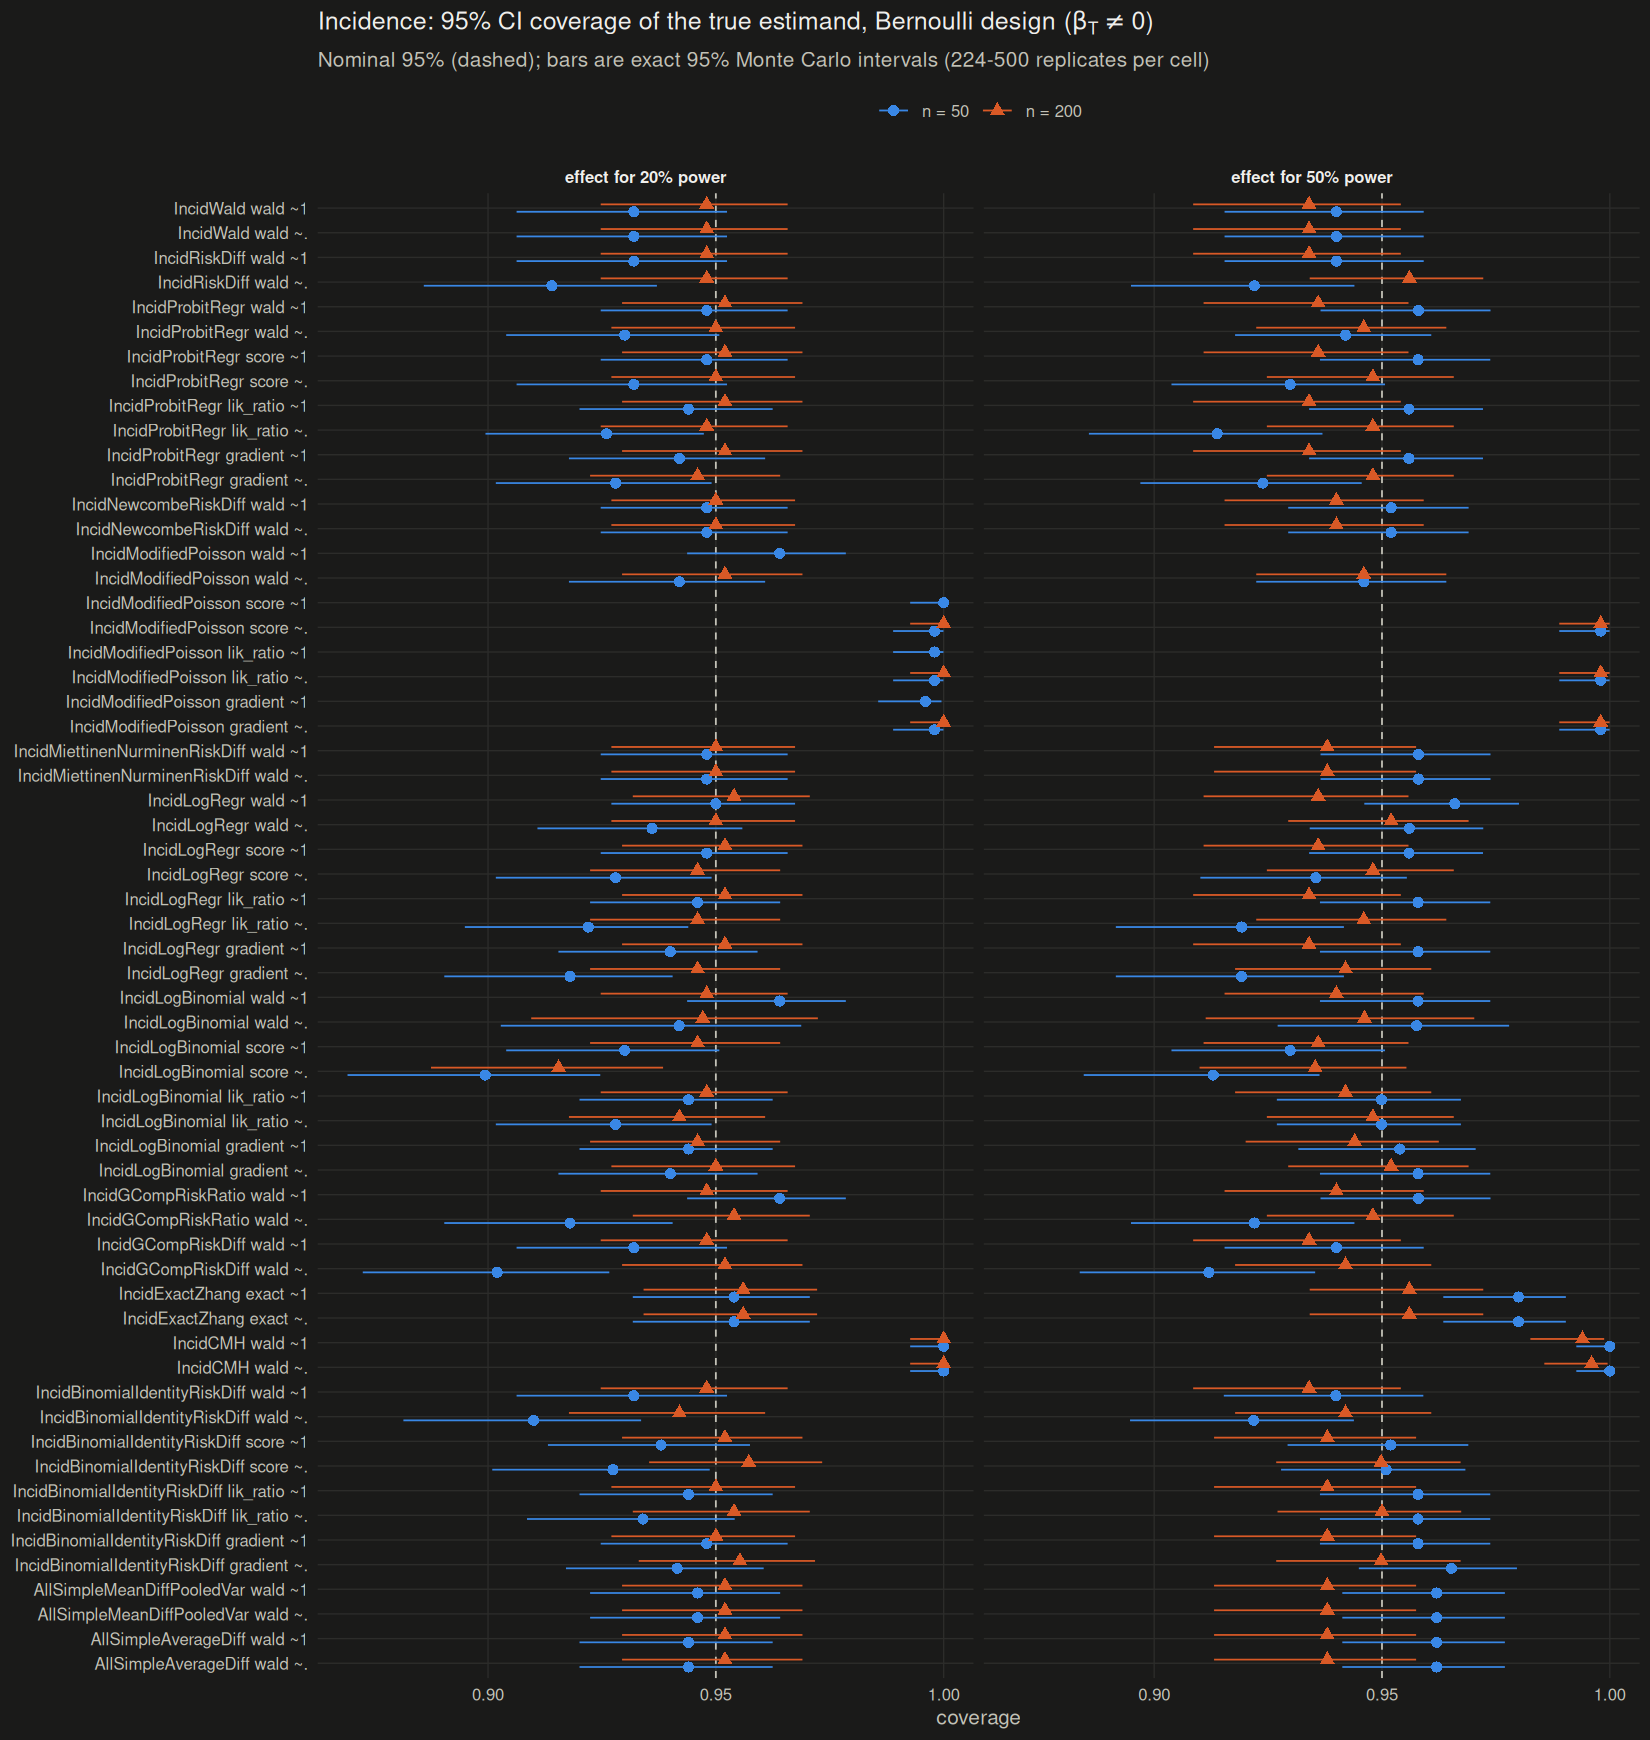 Incidence: 95% CI coverage of the true estimand, Bernoulli design (βT ≠ 0)
Nominal 95% (dashed); bars are exact 95% Monte Carlo intervals (224-500 replicates per cell)
n = 50 n = 200
effect for 20% power effect for 50% power
IncidWald wald ~1
IncidWald wald ~.
IncidRiskDiff wald ~1
IncidRiskDiff wald ~.
IncidProbitRegr wald ~1
IncidProbitRegr wald ~.
IncidProbitRegr score ~1
IncidProbitRegr score ~.
IncidProbitRegr lik_ratio ~1
IncidProbitRegr lik_ratio ~.
IncidProbitRegr gradient ~1
IncidProbitRegr gradient ~.
IncidNewcombeRiskDiff wald ~1
IncidNewcombeRiskDiff wald ~.
IncidModifiedPoisson wald ~1
IncidModifiedPoisson wald ~.
IncidModifiedPoisson score ~1
IncidModifiedPoisson score ~.
IncidModifiedPoisson lik_ratio ~1
IncidModifiedPoisson lik_ratio ~.
IncidModifiedPoisson gradient ~1
IncidModifiedPoisson gradient ~.
IncidMiettinenNurminenRiskDiff wald ~1
IncidMiettinenNurminenRiskDiff wald ~.
IncidLogRegr wald ~1
IncidLogRegr wald ~.
IncidLogRegr score ~1
IncidLogRegr score ~.
IncidLogRegr lik_ratio ~1
IncidLogRegr lik_ratio ~.
IncidLogRegr gradient ~1
IncidLogRegr gradient ~.
IncidLogBinomial wald ~1
IncidLogBinomial wald ~.
IncidLogBinomial score ~1
IncidLogBinomial score ~.
IncidLogBinomial lik_ratio ~1
IncidLogBinomial lik_ratio ~.
IncidLogBinomial gradient ~1
IncidLogBinomial gradient ~.
IncidGCompRiskRatio wald ~1
IncidGCompRiskRatio wald ~.
IncidGCompRiskDiff wald ~1
IncidGCompRiskDiff wald ~.
IncidExactZhang exact ~1
IncidExactZhang exact ~.
IncidCMH wald ~1
IncidCMH wald ~.
IncidBinomialIdentityRiskDiff wald ~1
IncidBinomialIdentityRiskDiff wald ~.
IncidBinomialIdentityRiskDiff score ~1
IncidBinomialIdentityRiskDiff score ~.
IncidBinomialIdentityRiskDiff lik_ratio ~1
IncidBinomialIdentityRiskDiff lik_ratio ~.
IncidBinomialIdentityRiskDiff gradient ~1
IncidBinomialIdentityRiskDiff gradient ~.
AllSimpleMeanDiffPooledVar wald ~1
AllSimpleMeanDiffPooledVar wald ~.
AllSimpleAverageDiff wald ~1
AllSimpleAverageDiff wald ~.
0.90 0.95 1.00 0.90 0.95 1.00
coverage